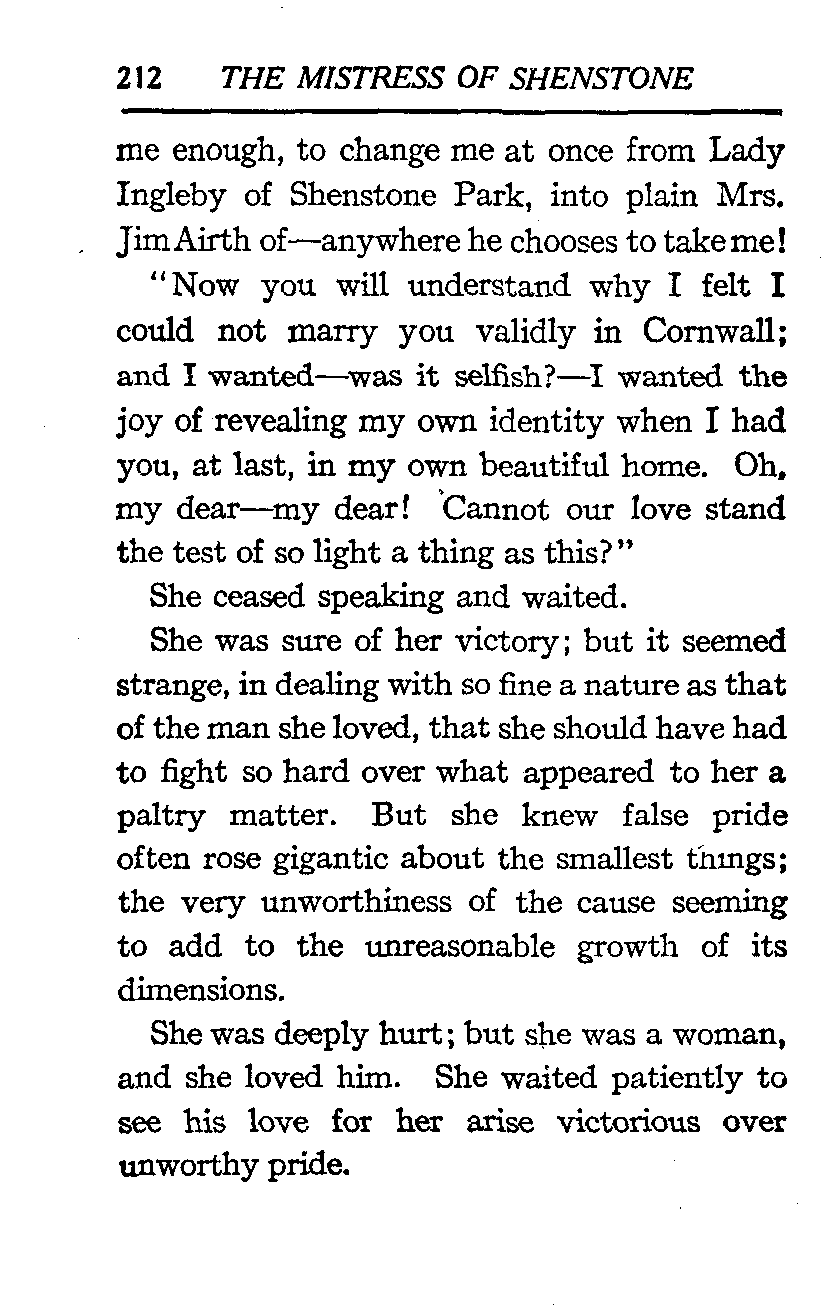 212 THE MISTRESS OF SHENSTONE
me enough, to change me at once from Lady
Ingleby of Shenstone Park, into plain Mrs.
Jim Airth of—anywhere he chooses to take me!
"Now you will understand why I felt I
could not marry you validly in Cornwall;
and I wanted—was it selfish?—I wanted the
joy of revealing my own identity when I had
you, at last, in my own beautiful home. Oh,
my dear—my dear! Cannot our love stand
the test of so light a thing as this?"
She ceased speaking and waited.
She was sure of her victory; but it seemed
strange, in dealing with so fine a nature as that
of the man she loved, that she should have had
to fight so hard over what appeared to her a
paltry matter. But she knew false pride
often rose gigantic about the smallest things;
the very unworthiness of the cause seeming
to add to the unreasonable growth of its
dimensions.
She was deeply hurt; but she was a woman,
and she loved him. She waited patiently to
see his love for her arise victorious over
unworthy pride.